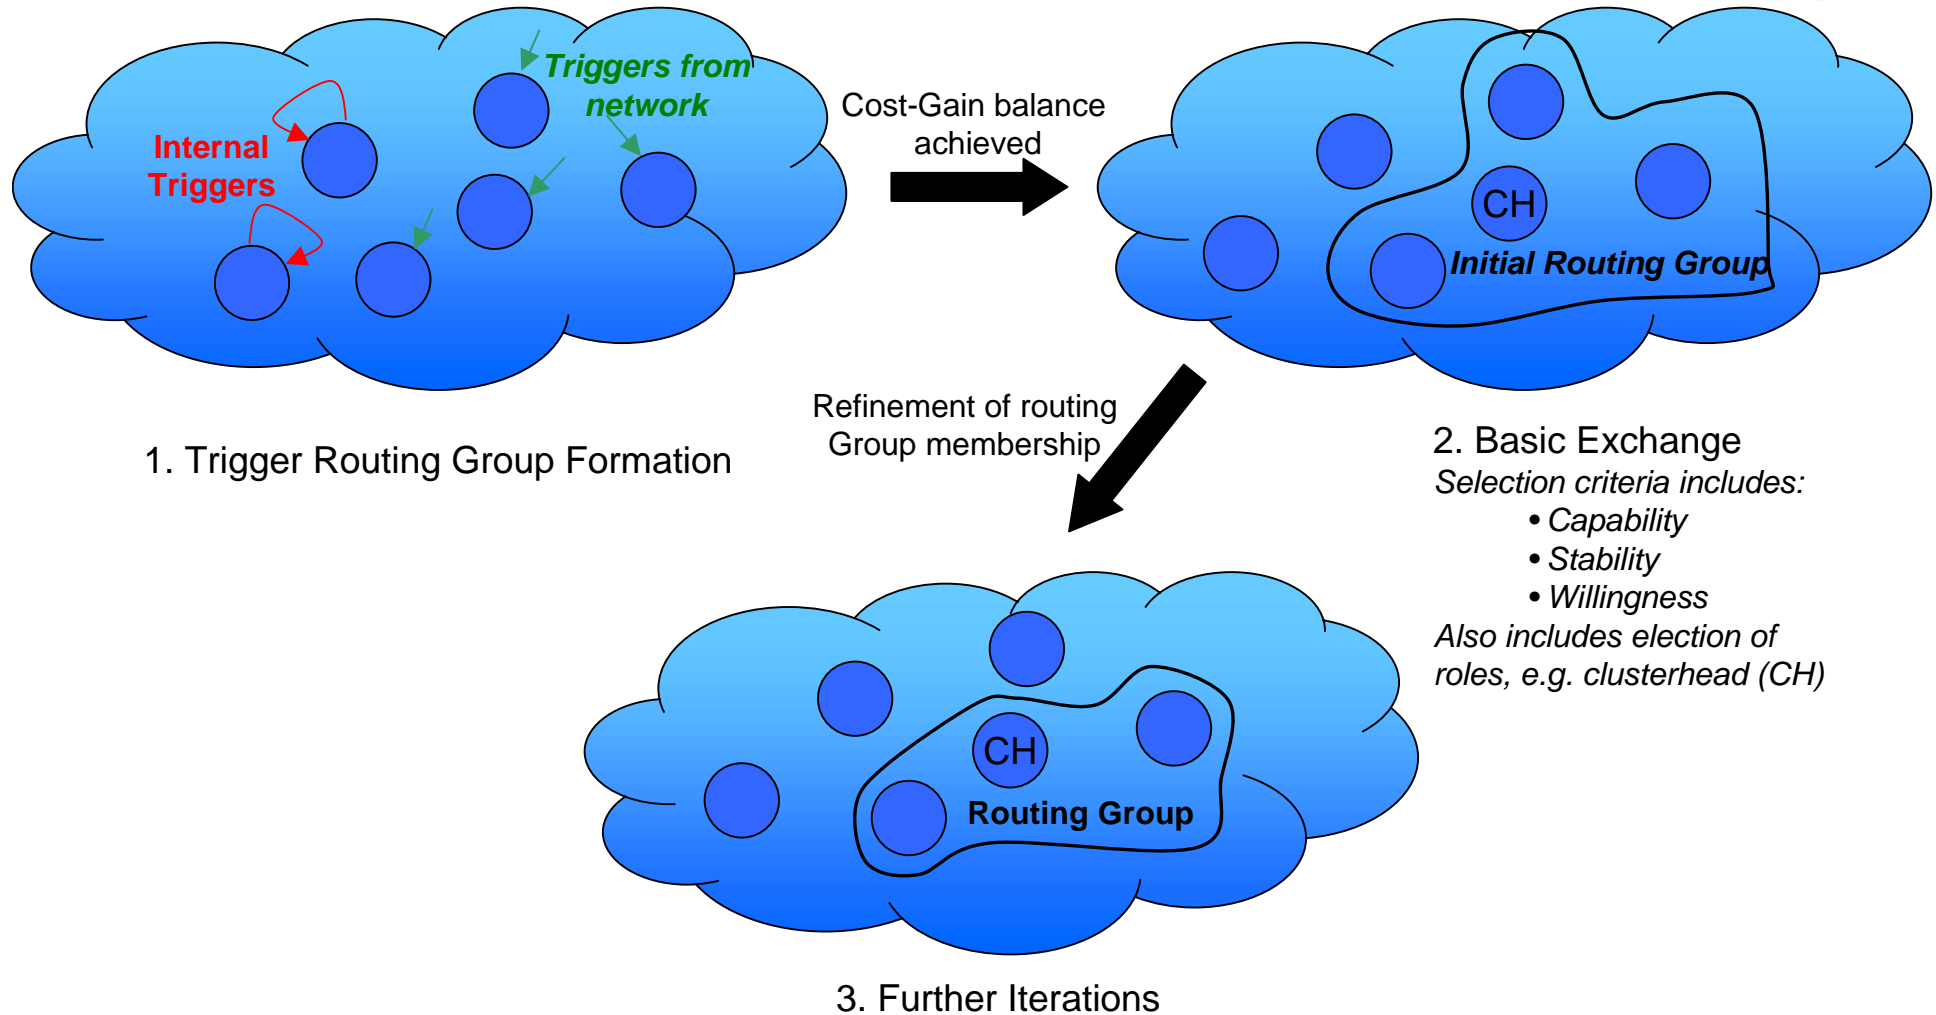 Triggers from
network
Internal
Triggers
1. Trigger Routing Group Formation
Cost-Gain balance
achieved
CH
Initial Routing Group
2. Basic Exchange
Selection criteria includes:
• Capability
• Stability
• Willingness
Also includes election of
roles, e.g. clusterhead (CH)
Refinement of routing
Group membership
CH
Routing Group
3. Further Iterations